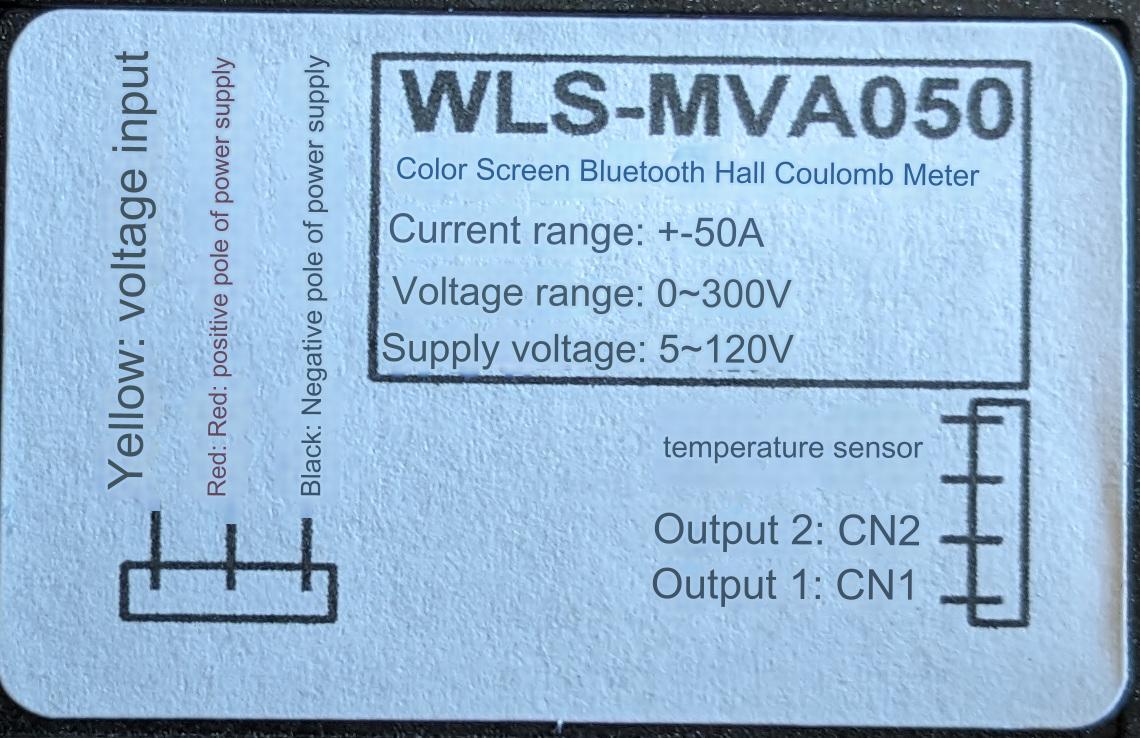 Yellow: voltage input
Red: Red: positive pole of power supply
Black: Negative pole of power supply
WLS-MVA050
Color Screen Bluetooth Hall Coulomb Meter
Current range: +-50A
Voltage range: 0~300V
Supply voltage: 5~120V
temperature sensor
Output 2: CN2
Output 1: CN1